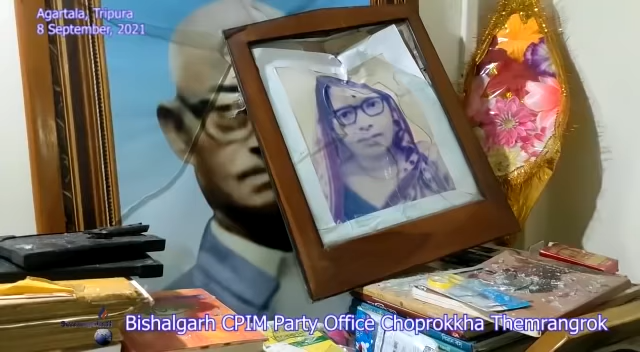 Agartala, Tripura
8 September, 2021
Bishalgarh CPIM Party Office Choprokkha Themrangrok